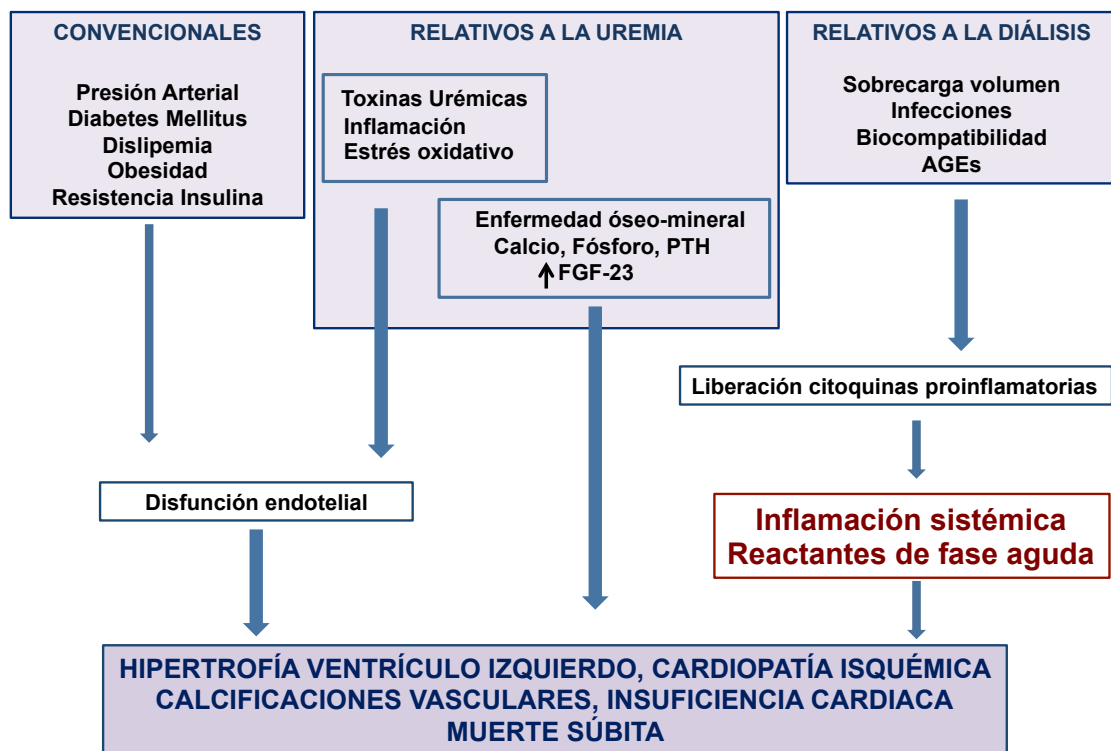 CONVENCIONALES
Presión Arterial
Diabetes Mellitus
Dislipemia
Obesidad
Resistencia Insulina
RELATIVOS A LA UREMIA
Toxinas Urémicas
Inflamación
Estrés oxidativo
Enfermedad óseo-mineral
Calcio, Fósforo, PTH
↑FGF-23
RELATIVOS A LA DIÁLISIS
Sobrecarga volumen
Infecciones
Biocompatibilidad
AGEs
Liberación citoquinas proinflamatorias
Disfunción endotelial
Inflamación sistémica
Reactantes de fase aguda
HIPERTROFÍA VENTRÍCULO IZQUIERDO, CARDIOPATÍA ISQUÉMICA
CALCIFICACIONES VASCULARES, INSUFICIENCIA CARDIACA
MUERTE SÚBITA